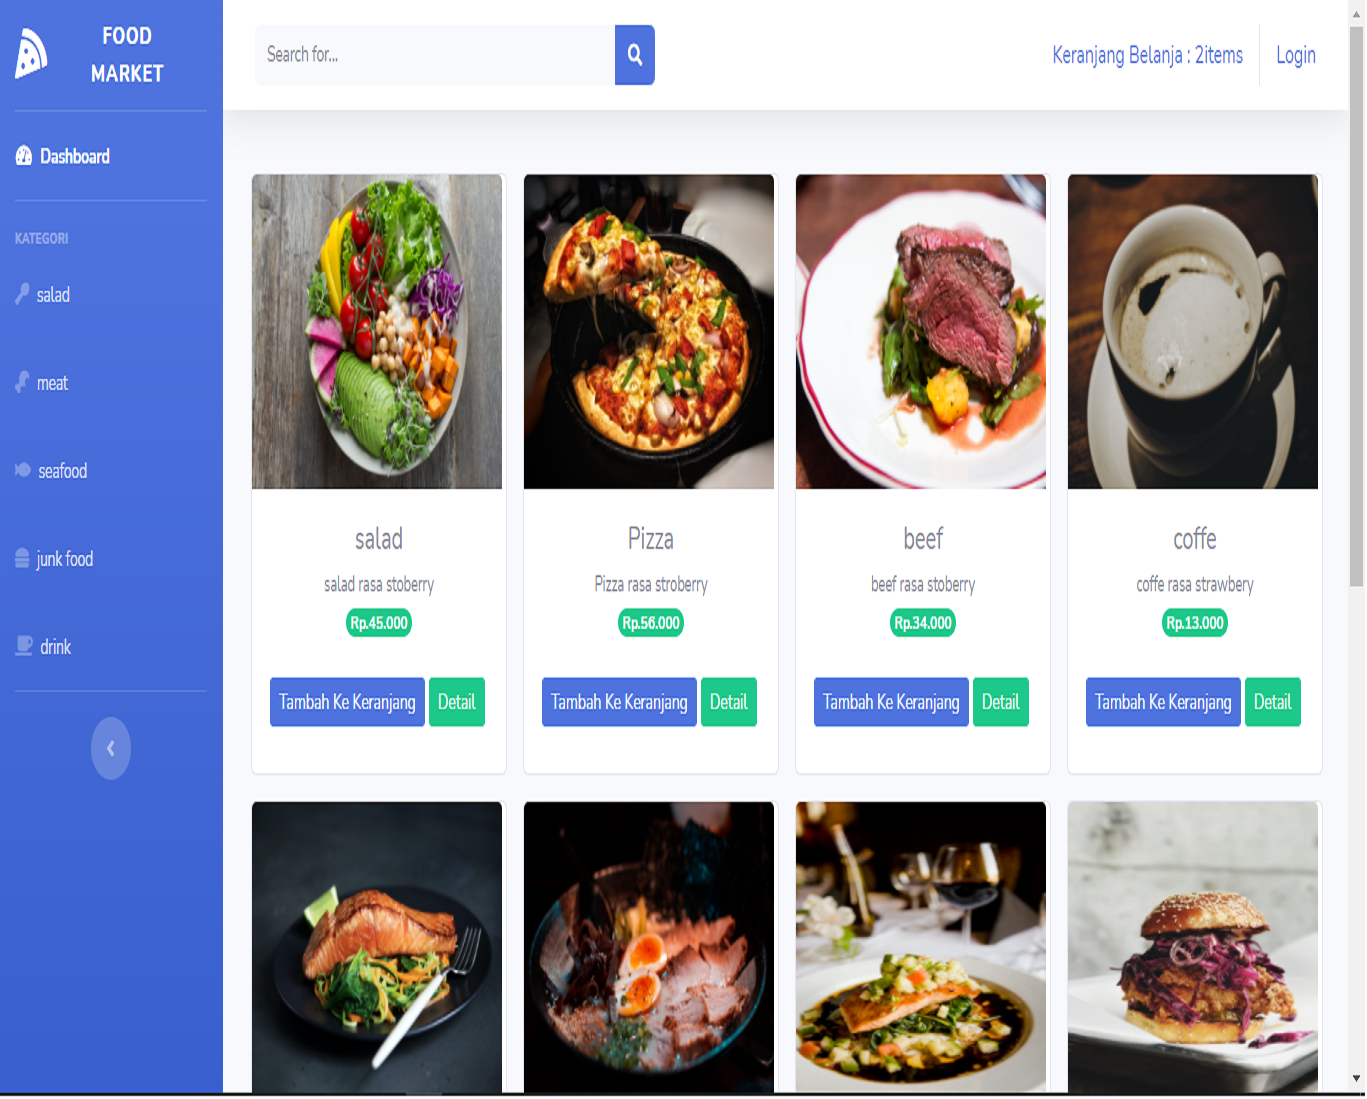 FOOD
MARKET
Search for...
Keranjang Belanja : 2items
Login
Dashboard
KATEGORI
salad
meat
seafood
junk food
drink
salad
salad rasa stoberry
Rp.45.000
Tambah Ke Keranjang Detail
Pizza
Pizza rasa stroberry
Rp.56.000
Tambah Ke Keranjang Detail
beef
beef rasa stoberry
Rp.34.000
Tambah Ke Keranjang Detail
coffe
coffe rasa strawbery
Rp.13.000
Tambah Ke Keranjang Detail